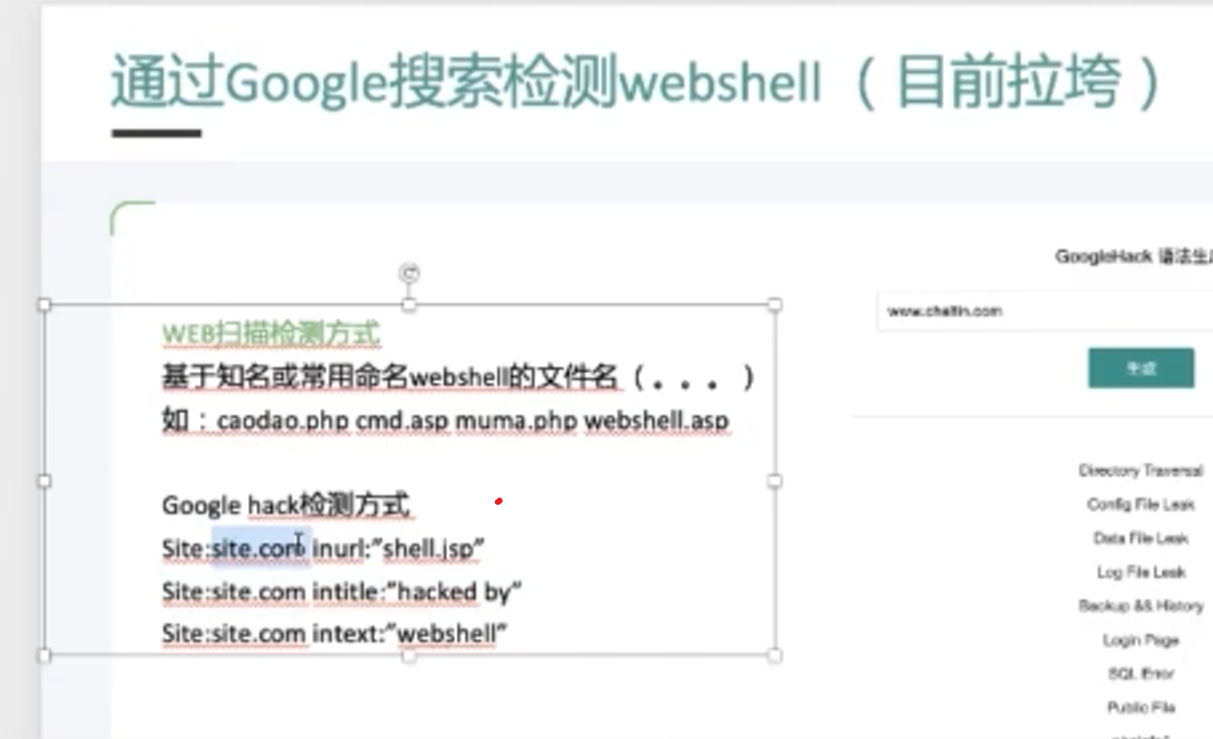 通过Google搜索检测webshell（目前拉垮）
WEB扫描检测方式
基于知名或常用命名webshell的文件名（。。。）
如：caodao.php cmd.asp muma.php webshell.asp
Google hack检测方式
Site:site.com inurl:”shell.jsp”
Site:site.com intitle:”hacked by”
Site:site.com intext:”webshell”
GoogleHack 语法生
www.chaitin.com
生成
Directory Traversal
Config File Leak
Data File Leak
Log File Leak
Backup && History
Login Page
SQL Error
Public File